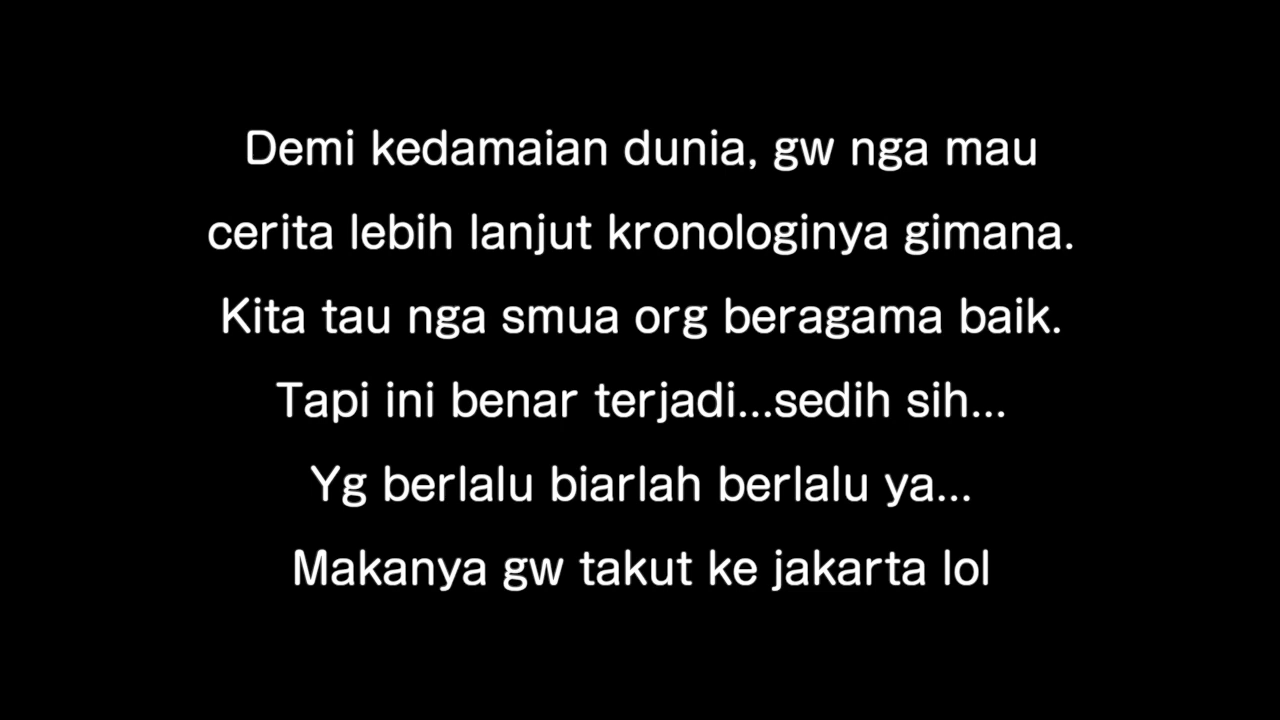 Demi kedamaian dunia, gw nga mau
cerita lebih lanjut kronologinya gimana.
Kita tau nga smua org beragama baik.
Tapi ini benar terjadi...sedih sih...
Yg berlalu biarlah berlalu ya...
Makanya gw takut ke jakarta lol